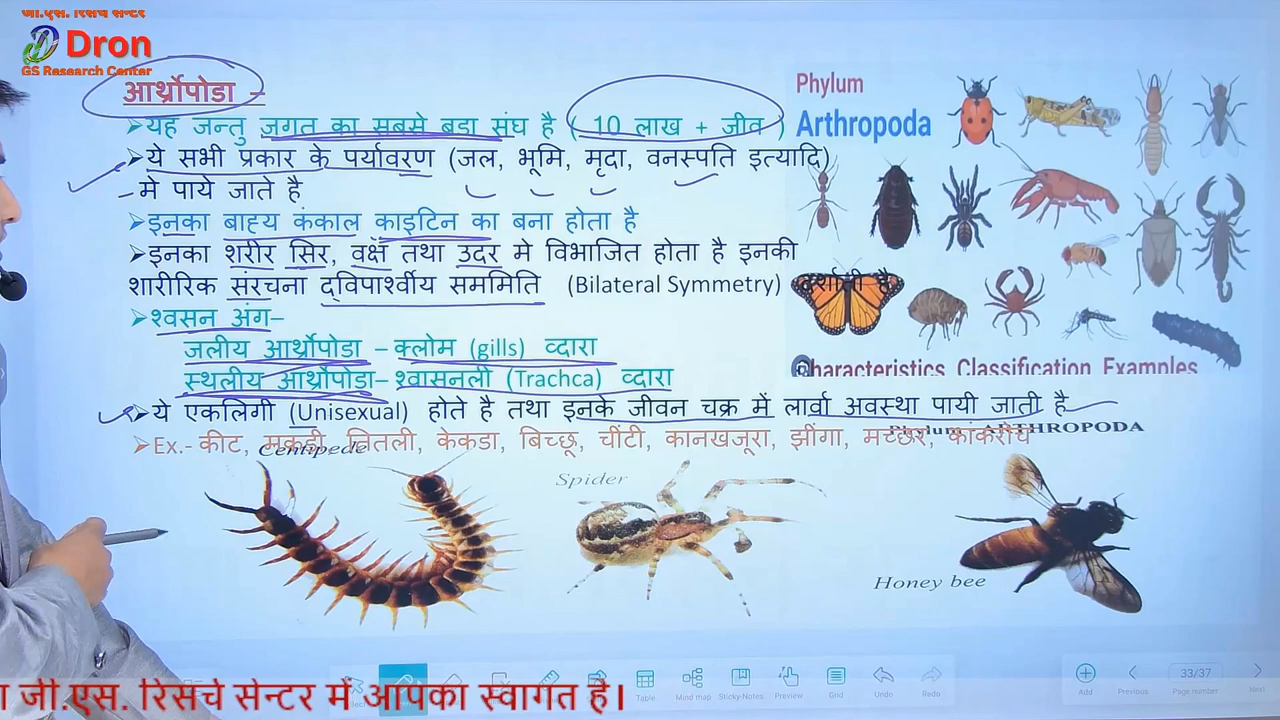 जी.एस. रिसर्च सेन्टर
Dron
GS Research Center
आर्थ्रोपोडा –
➢यह जन्तु जगत का सबसे बडा संघ है ( 10 लाख + जीव )
➢ये सभी प्रकार के पर्यावरण (जल, भूमि, मृदा, वनस्पति इत्यादि)
मे पाये जाते है
➢इनका बाह्य कंकाल काइटिन का बना होता है
➢इनका शरीर सिर, वक्ष तथा उदर मे विभाजित होता है इनकी
शारीरिक संरचना द्विपार्श्वीय सममिति (Bilateral Symmetry) दर्शाती है
➢श्वसन अंग–
जलीय आर्थ्रोपोडा – क्लोम (gills) व्दारा
स्थलीय आर्थ्रोपोडा– श्वासनली (Trachca) व्दारा
➢ये एकलिंगी (Unisexual) होते है तथा इनके जीवन चक्र में लार्वा अवस्था पायी जाती है
➢Ex.- कीट, मकडी, तितली, केकडा, बिच्छू, चींटी, कानखजूरा, झींगा, मच्छर, काकरोच
Phylum
Arthropoda
Characteristics Classification Examples
Phylum : ARTHROPODA
Centipede
Spider
Honey bee
Table
Mind map
Sticky-Notes
Preview
Grid
Undo
Redo
Add
Previous
33/37
Page number
Next
जी.एस. रिसर्च सेन्टर में आपका स्वागत है।